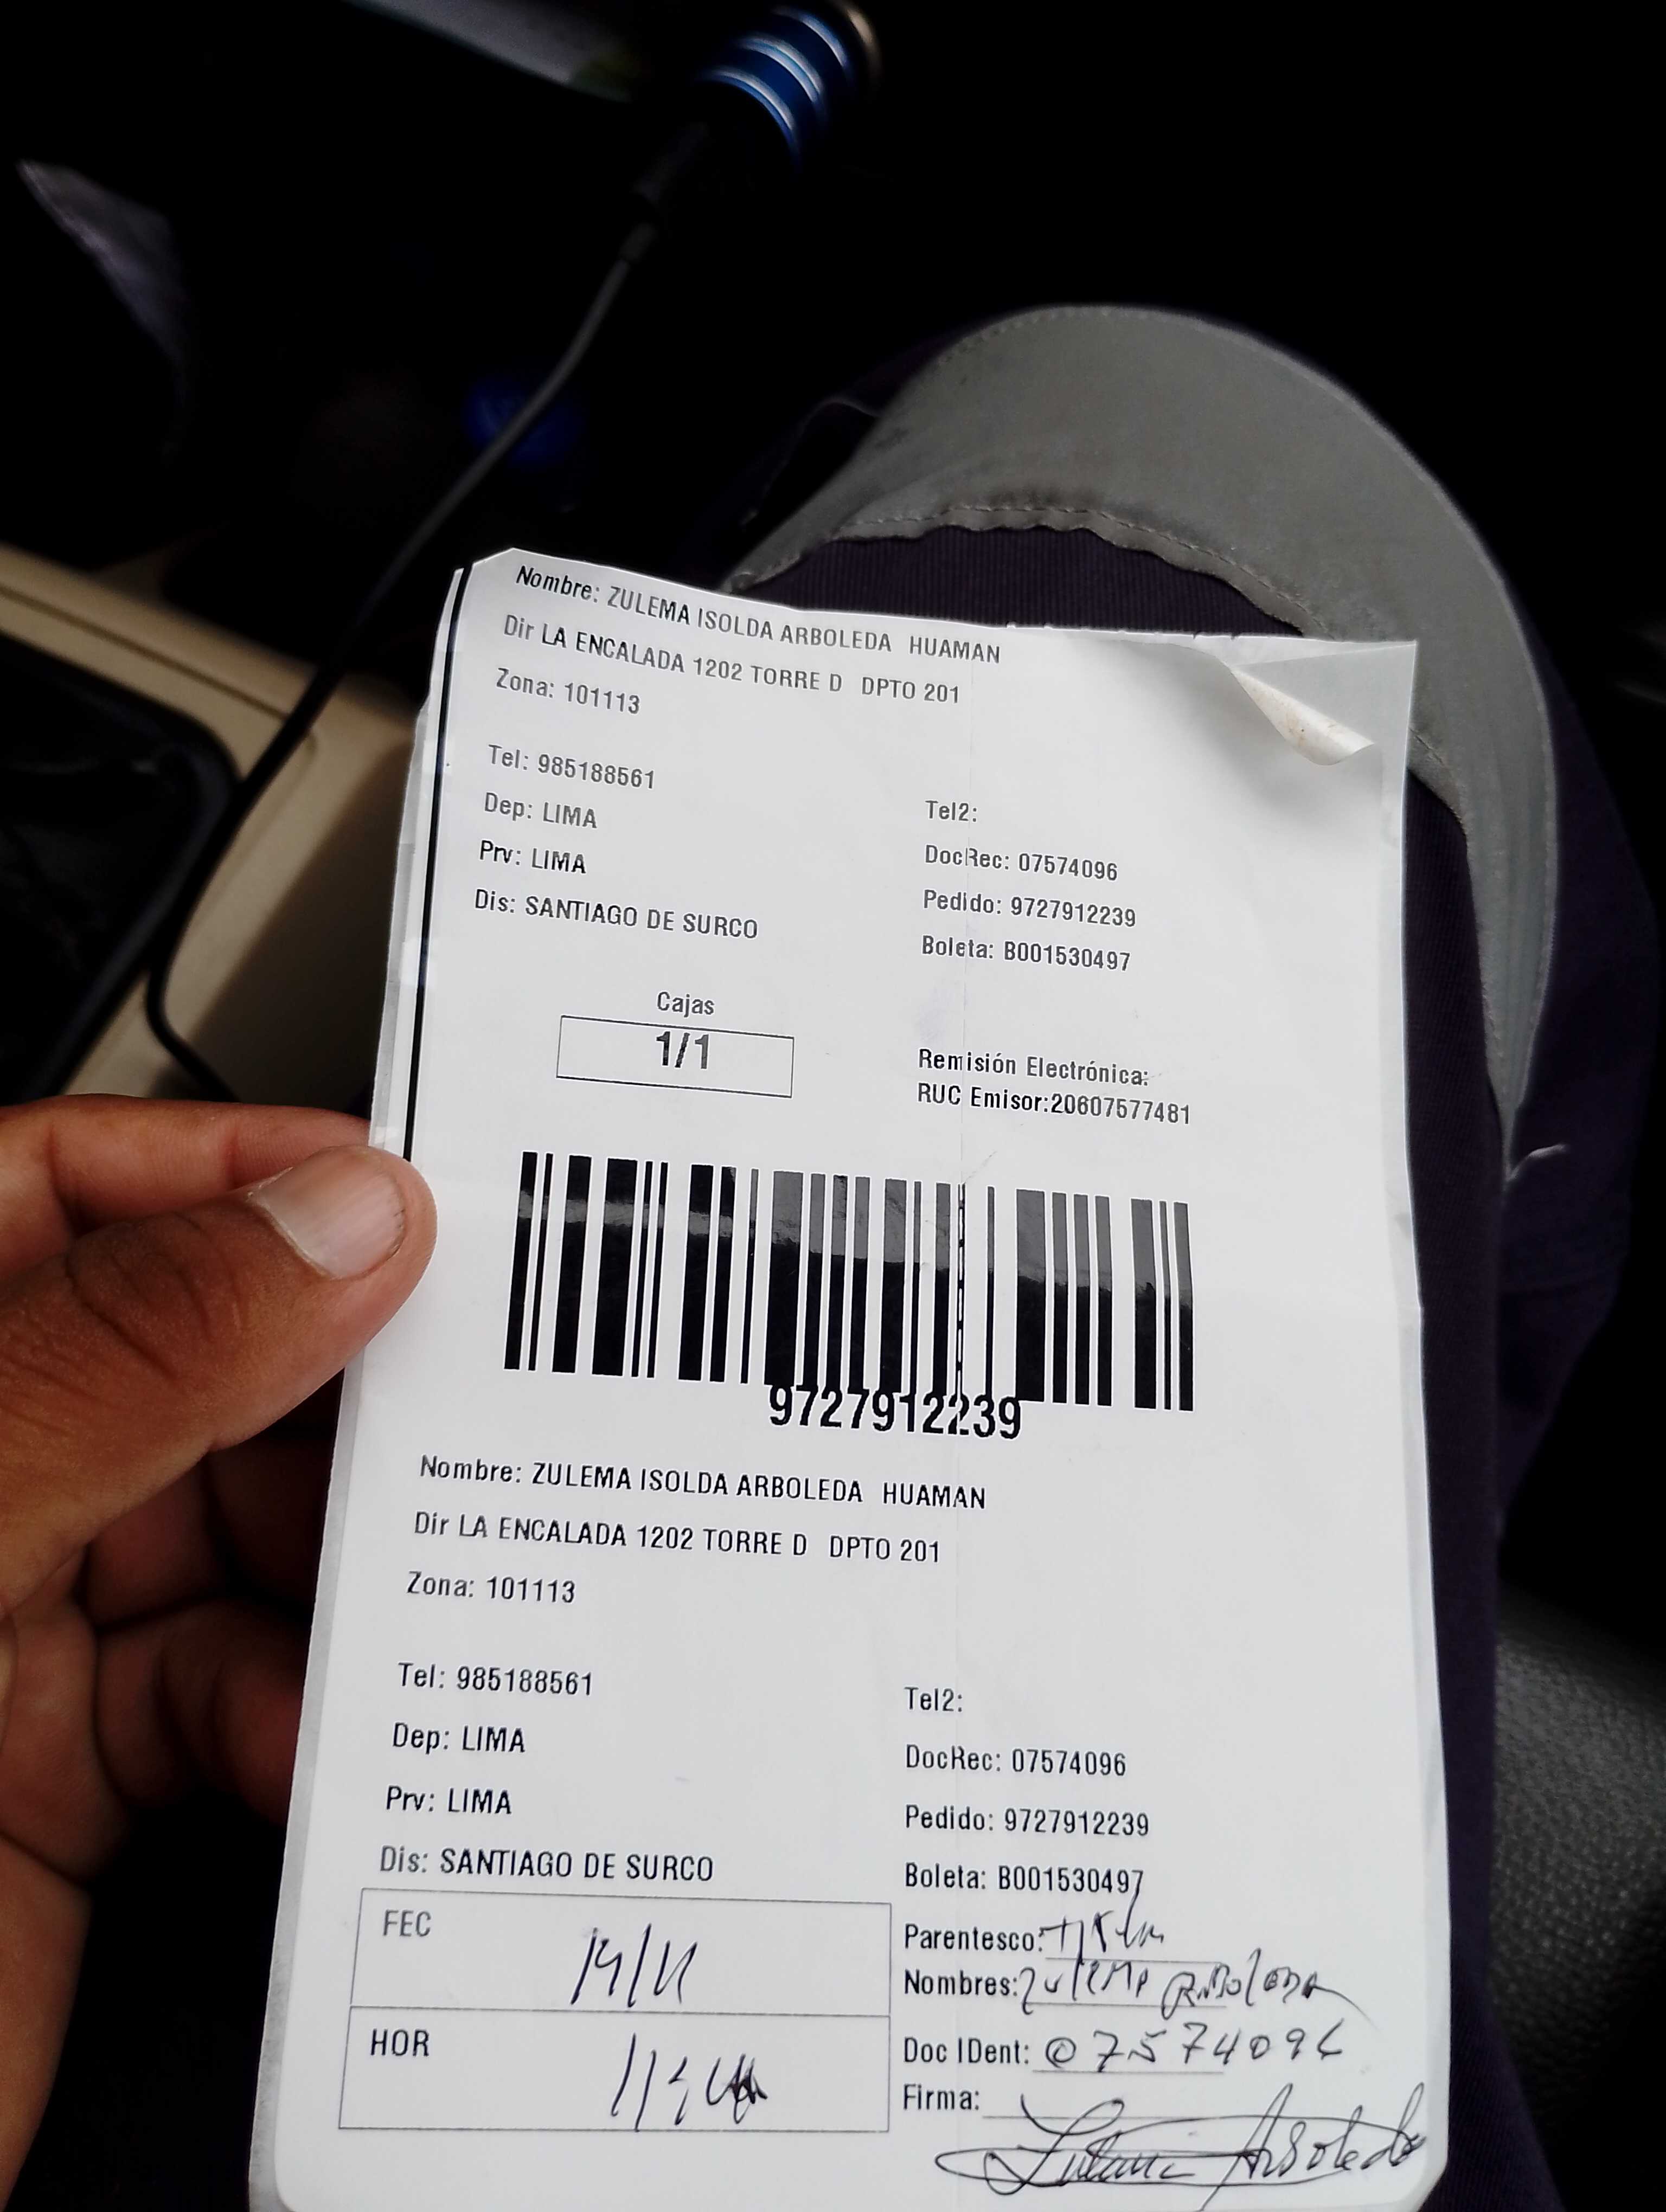 Nombre: ZULEMA ISOLDA ARBOLEDA HUAMAN
Dir LA ENCALADA 1202 TORRE D DPTO 201
Zona: 101113
Tel: 985188561
Tel2:
Dep: LIMA
DocRec: 07574096
Prv: LIMA
Pedido: 9727912239
Dis: SANTIAGO DE SURCO
Boleta: B001530497
Cajas
1/1
Remisión Electrónica:
RUC Emisor:20607577481
9727912239
Nombre: ZULEMA ISOLDA ARBOLEDA HUAMAN
Dir LA ENCALADA 1202 TORRE D DPTO 201
Zona: 101113
Tel: 985188561
Tel2:
Dep: LIMA
DocRec: 07574096
Prv: LIMA
Pedido: 9727912239
Dis: SANTIAGO DE SURCO
Boleta: B001530497
FEC
Parentesco:
Nombres: Zulema Arboleda
HOR
Doc IDent: 07574096
Firma: Arboleda